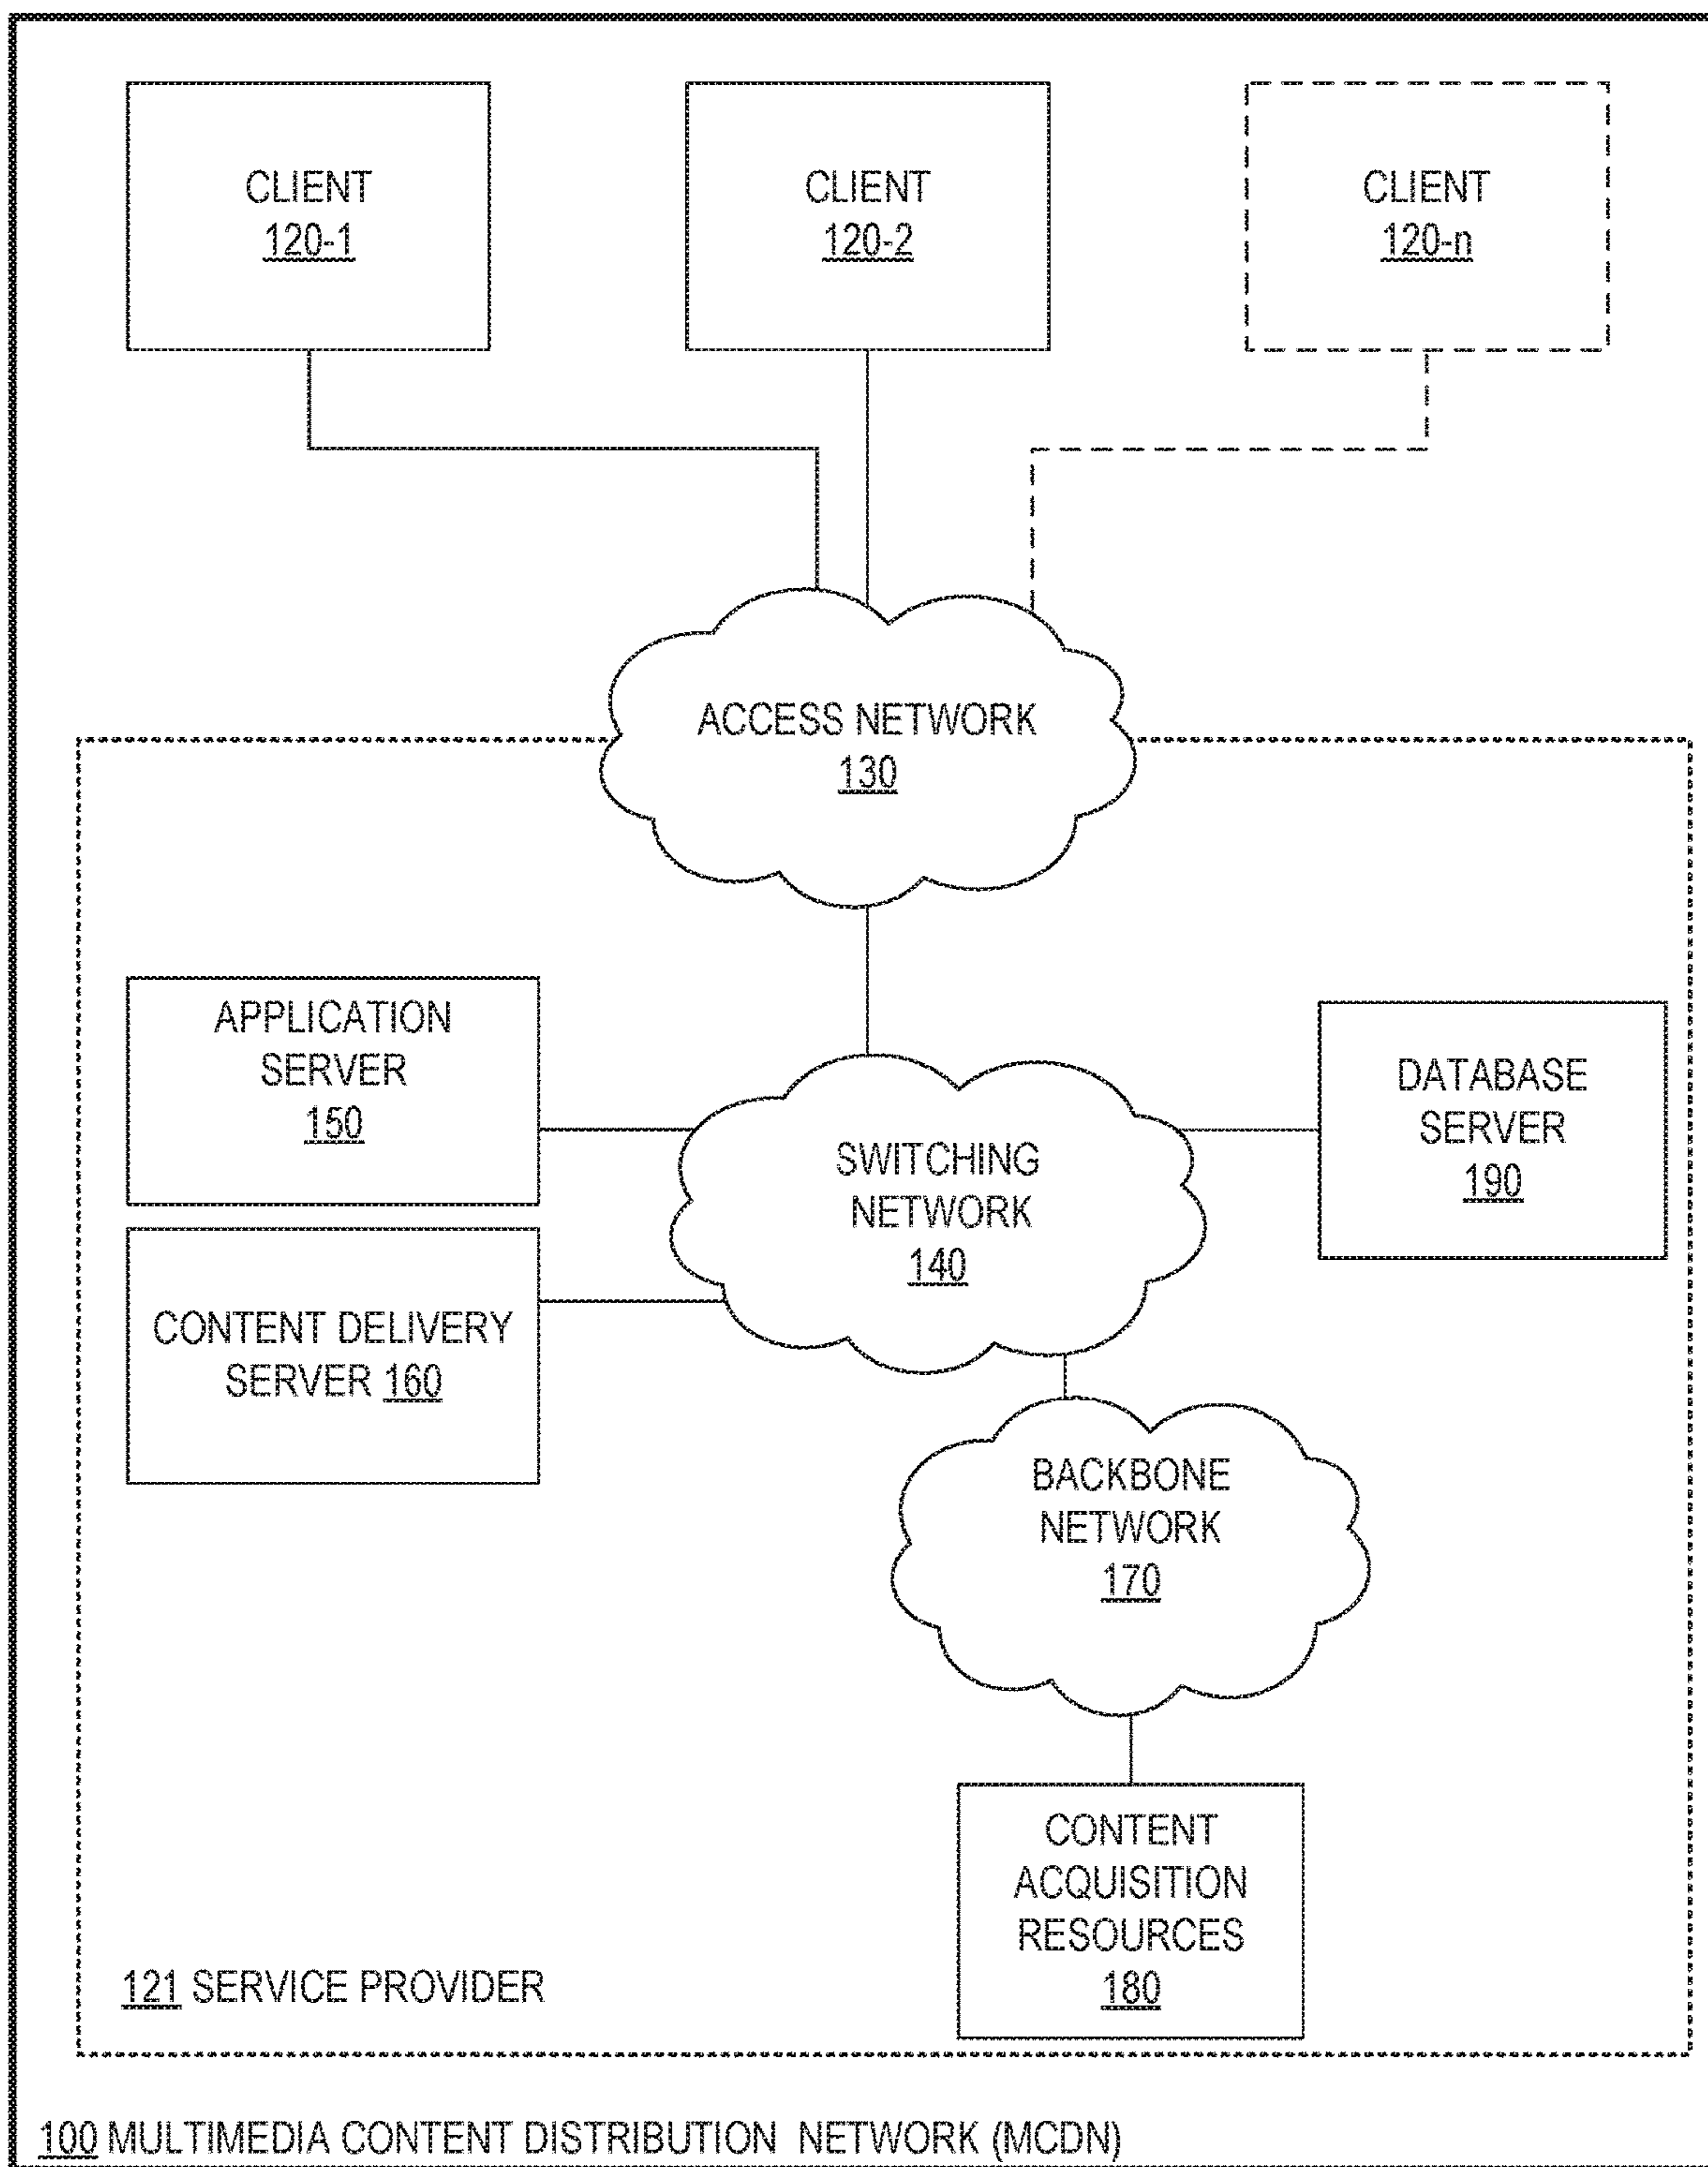 CLIENT
120-1
CLIENT
120-2
CLIENT
120-n
ACCESS NETWORK
130
APPLICATION
SERVER
150
SWITCHING
NETWORK
140
DATABASE
SERVER
190
CONTENT DELIVERY
SERVER 160
BACKBONE
NETWORK
170
CONTENT
ACQUISITION
RESOURCES
180
121 SERVICE PROVIDER
100 MULTIMEDIA CONTENT DISTRIBUTION NETWORK (MCDN)